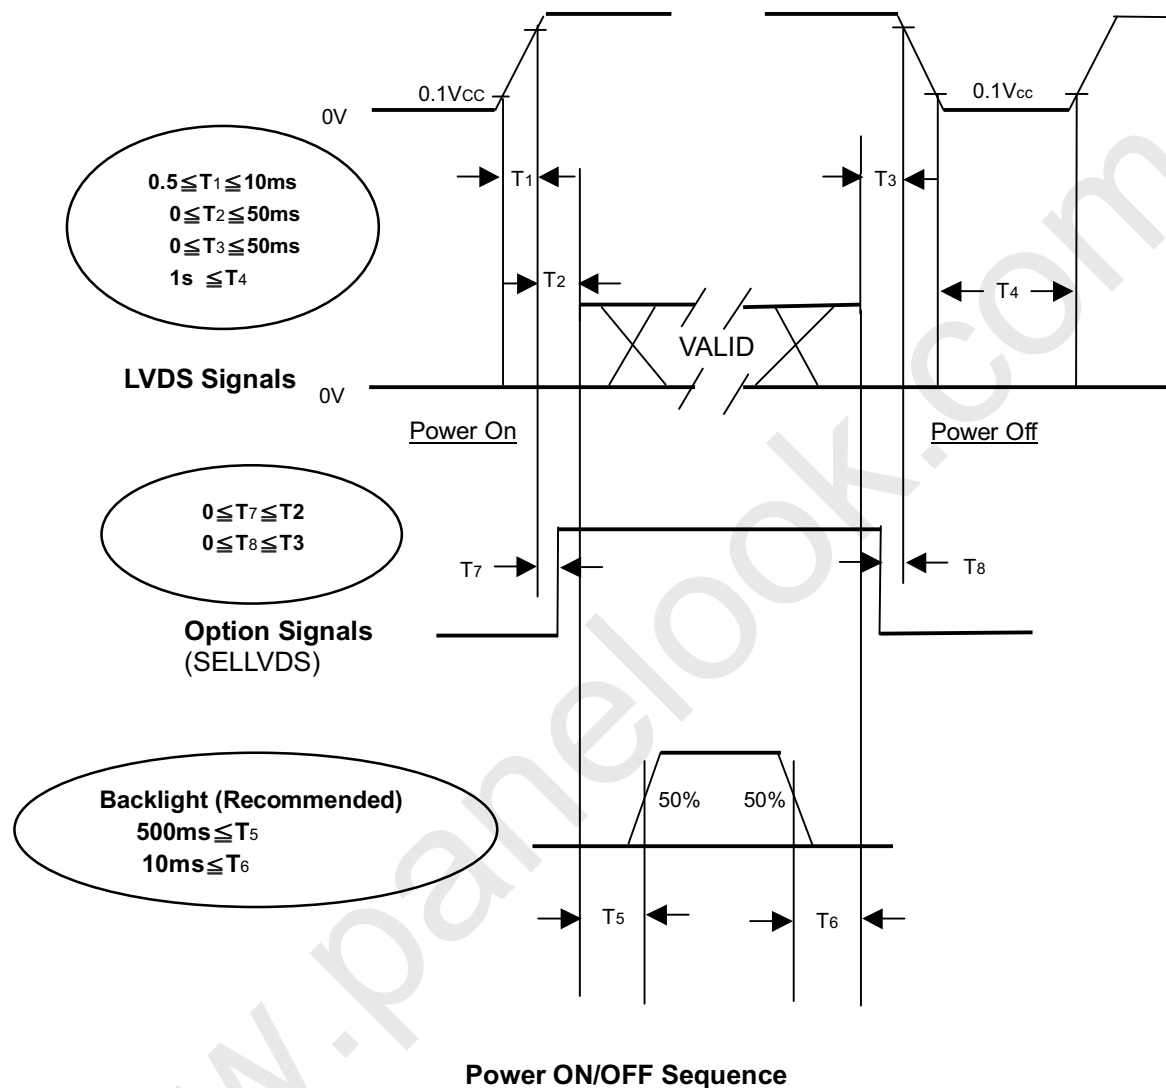 0.1VCC
0.1Vcc
0V
0.5≦T1≦10ms
0≦T2≦50ms
0≦T3≦50ms
1s ≦T4
T1
T3
T2
T4
VALID
LVDS Signals
0V
Power On
Power Off
0≦T7≦T2
0≦T8≦T3
T7
T8
Option Signals
(SELLVDS)
Backlight (Recommended)
500ms≦T5
10ms≦T6
50%
50%
T5
T6
Power ON/OFF Sequence
www.panelook.com